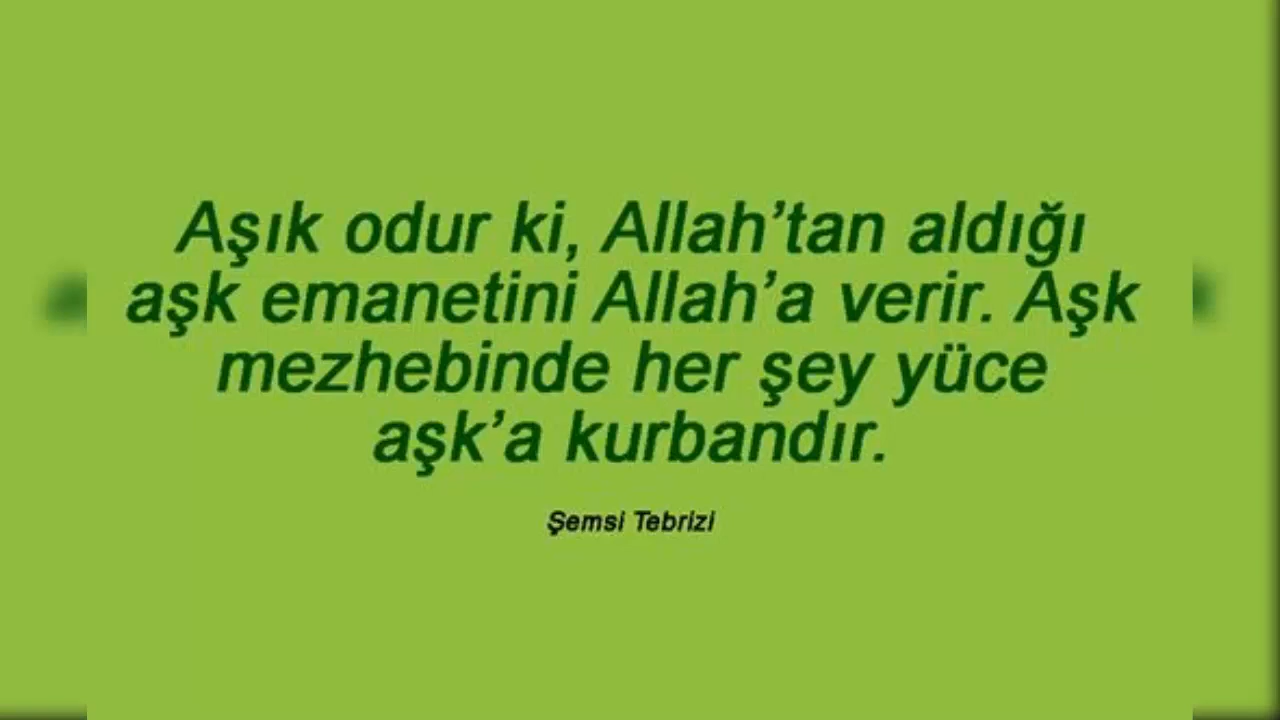 Aşık odur ki, Allah’tan aldığı
aşk emanetini Allah’a verir. Aşk
mezhebinde her şey yüce
aşk’a kurbandır.
Şemsi Tebrizi